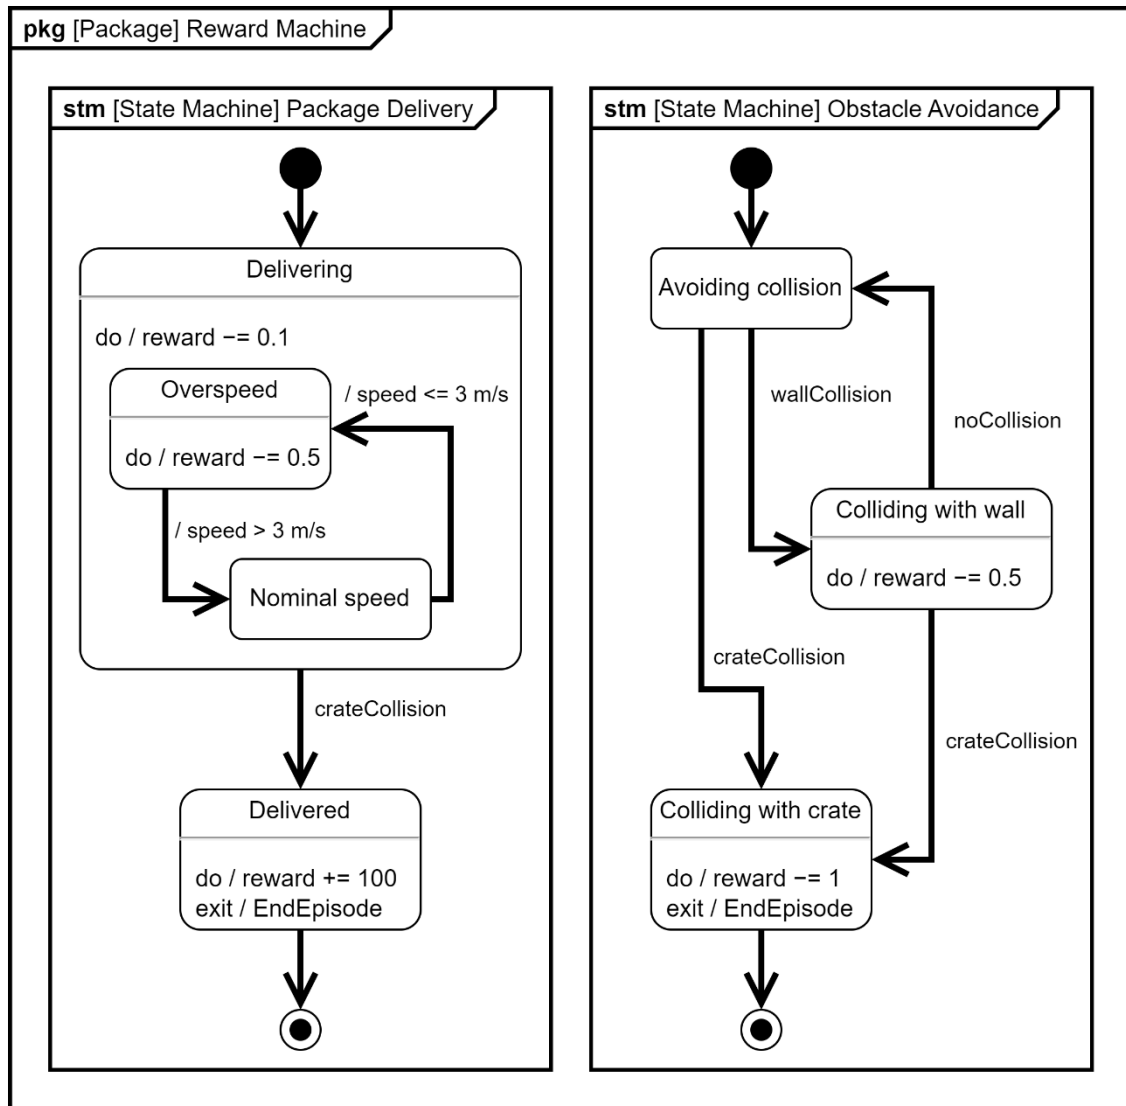 pkg [Package] Reward Machine
stm [State Machine] Package Delivery
Delivering
do / reward −= 0.1
Overspeed
/ speed <= 3 m/s
do / reward −= 0.5
/ speed > 3 m/s
Nominal speed
crateCollision
Delivered
do / reward += 100
exit / EndEpisode
stm [State Machine] Obstacle Avoidance
Avoiding collision
wallCollision
noCollision
Colliding with wall
do / reward −= 0.5
crateCollision
crateCollision
Colliding with crate
do / reward −= 1
exit / EndEpisode